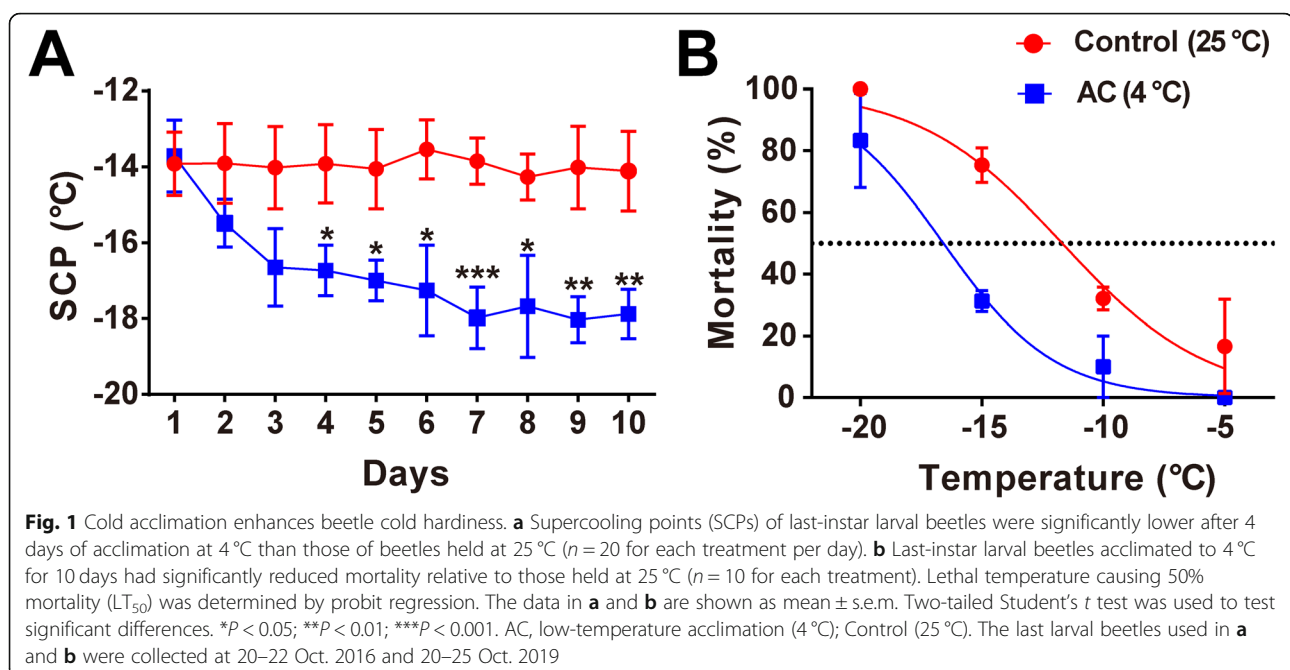 A
B
Control (25 °C)
AC (4 °C)
SCP (°C)
-12
-14
-16
-18
-20
* * * *** * ** **
1 2 3 4 5 6 7 8 9 10
Days
Mortality (%)
100
80
60
40
20
0
-20 -15 -10 -5
Temperature (°C)
Fig. 1 Cold acclimation enhances beetle cold hardiness. a Supercooling points (SCPs) of last-instar larval beetles were significantly lower after 4
days of acclimation at 4 °C than those of beetles held at 25 °C (n = 20 for each treatment per day). b Last-instar larval beetles acclimated to 4 °C
for 10 days had significantly reduced mortality relative to those held at 25 °C (n = 10 for each treatment). Lethal temperature causing 50%
mortality (LT50) was determined by probit regression. The data in a and b are shown as mean ± s.e.m. Two-tailed Student's t test was used to test
significant differences. *P < 0.05; **P < 0.01; ***P < 0.001. AC, low-temperature acclimation (4 °C); Control (25 °C). The last larval beetles used in a
and b were collected at 20–22 Oct. 2016 and 20–25 Oct. 2019